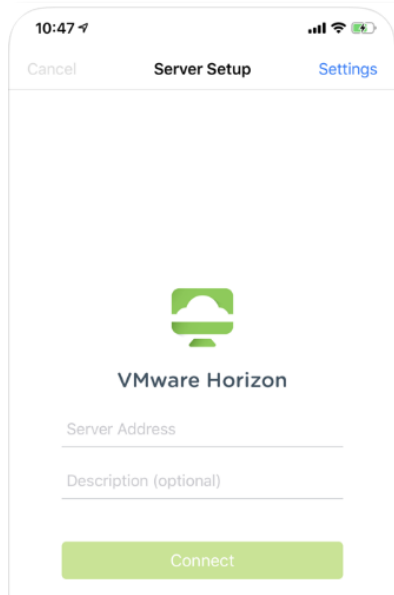 10:47
Cancel Server Setup Settings
VMware Horizon
Server Address
Description (optional)
Connect